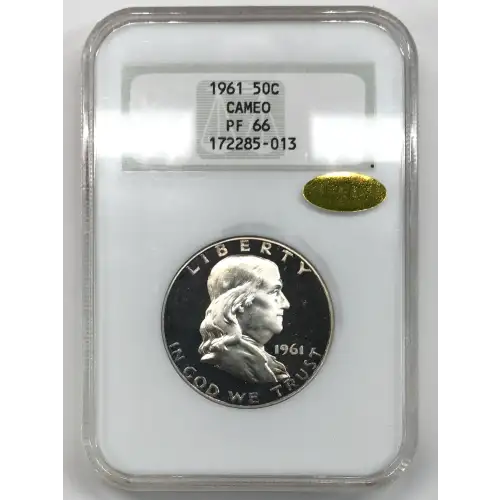 1961 50C
CAMEO
PF 66
172285-013
LIBERTY
1961
IN GOD WE TRUST